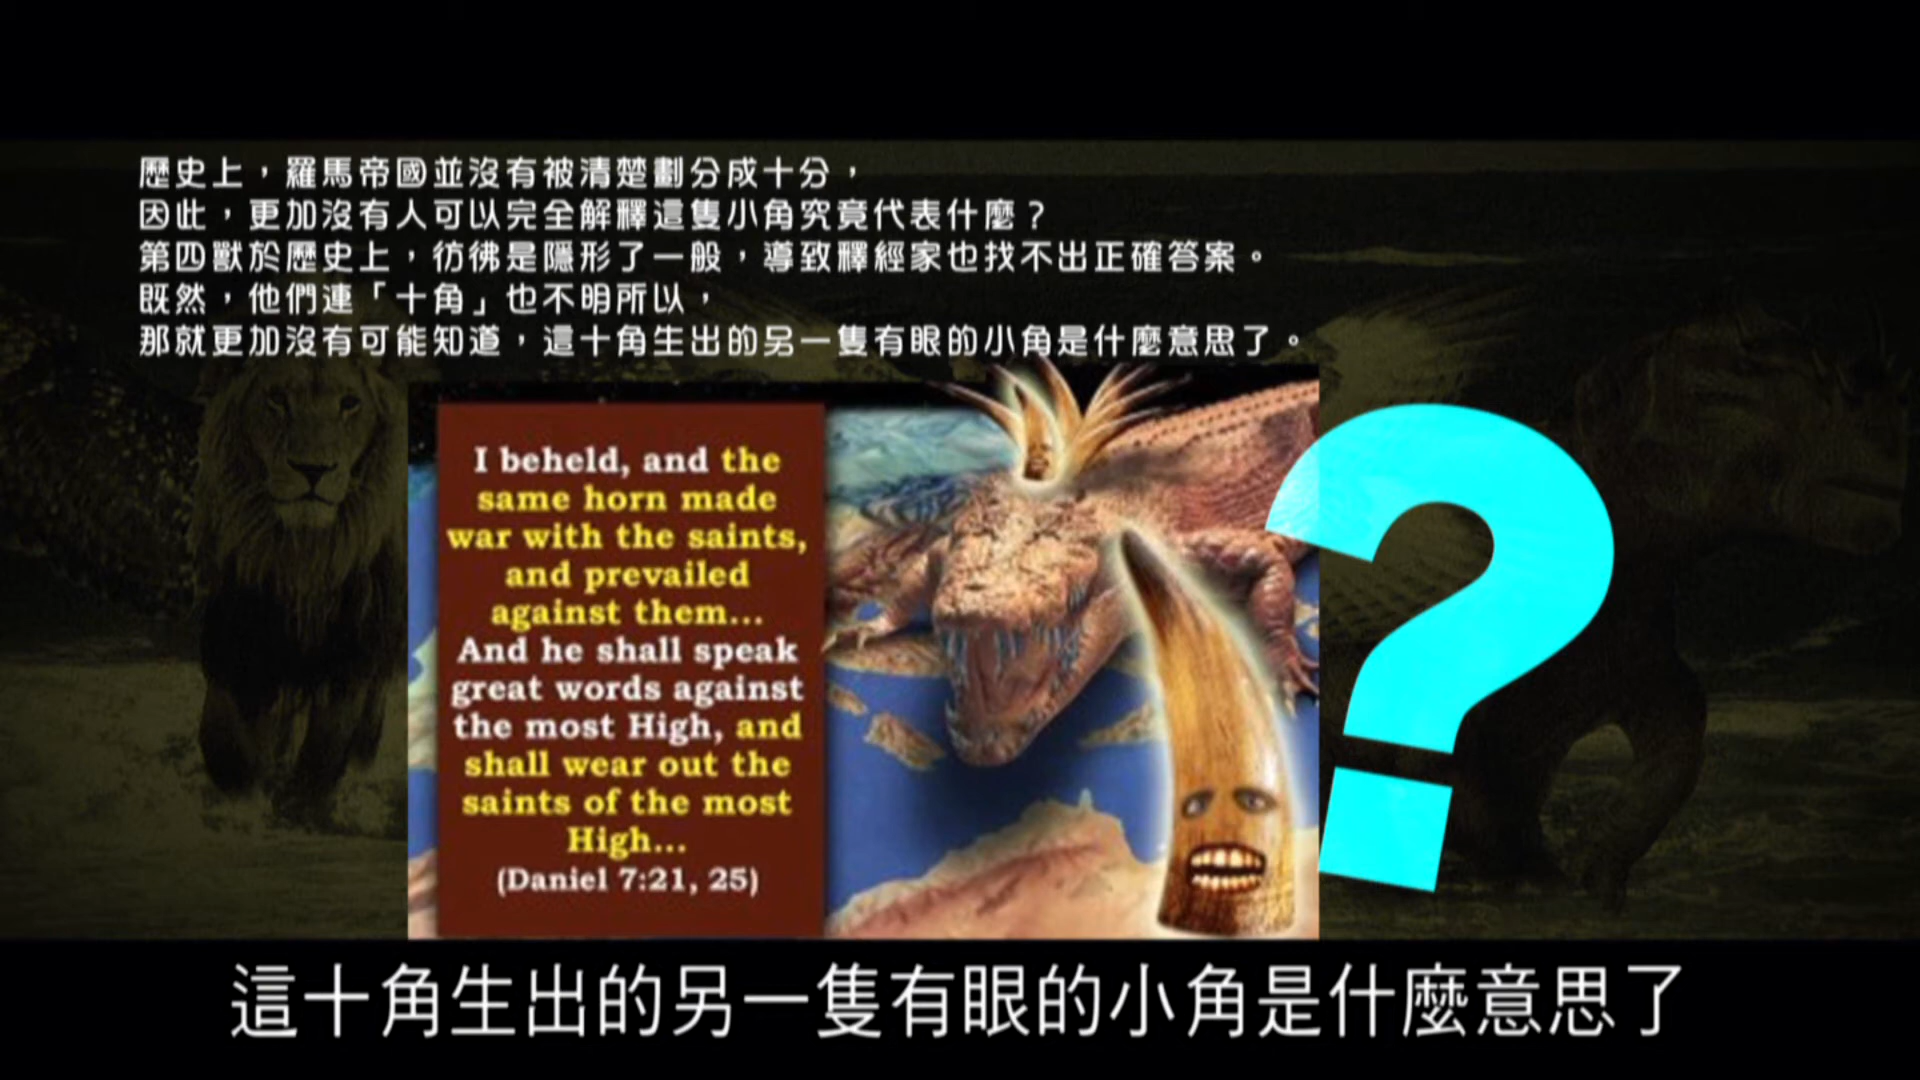 歷史上，羅馬帝國並沒有被清楚劃分成十分，
因此，更加沒有人可以完全解釋這隻小角究竟代表什麼？
第四獸於歷史上，彷彿是隱形了一般，導致釋經家也找不出正確答案。
既然，他們連「十角」也不明所以，
那就更加沒有可能知道，這十角生出的另一隻有眼的小角是什麼意思了。
I beheld, and the
same horn made
war with the saints,
and prevailed
against them...
And he shall speak
great words against
the most High, and
shall wear out the
saints of the most
High...
(Daniel 7:21, 25)
?
這十角生出的另一隻有眼的小角是什麼意思了